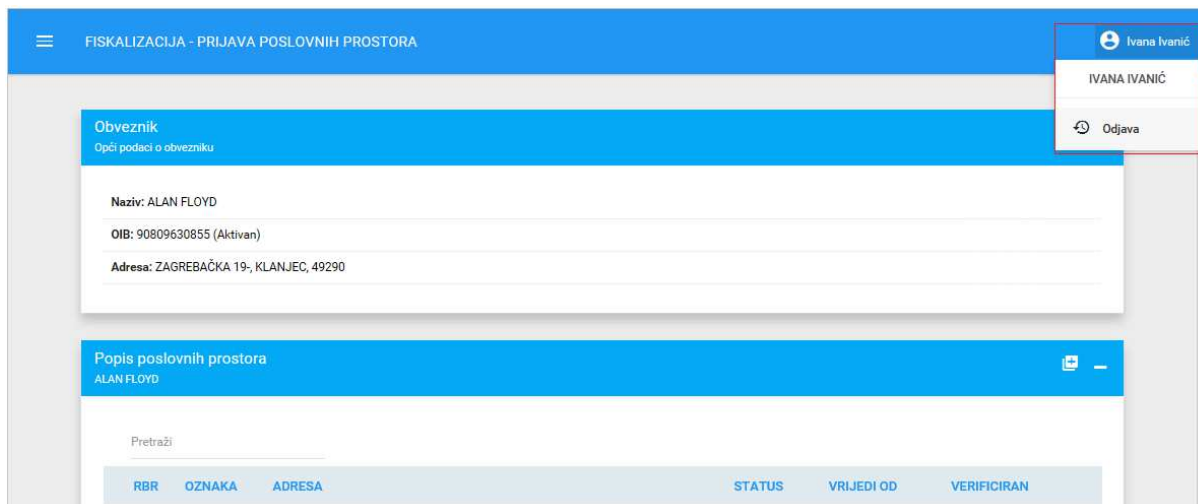 FISKALIZACIJA - PRIJAVA POSLOVNIH PROSTORA
Ivana Ivanić
IVANA IVANIĆ
Odjava
Obveznik
Opći podaci o obvezniku
Naziv: ALAN FLOYD
OIB: 90809630855 (Aktivan)
Adresa: ZAGREBAČKA 19-, KLANJEC, 49290
Popis poslovnih prostora
ALAN FLOYD
Pretraži
RBR OZNAKA ADRESA STATUS VRIJEDI OD VERIFICIRAN